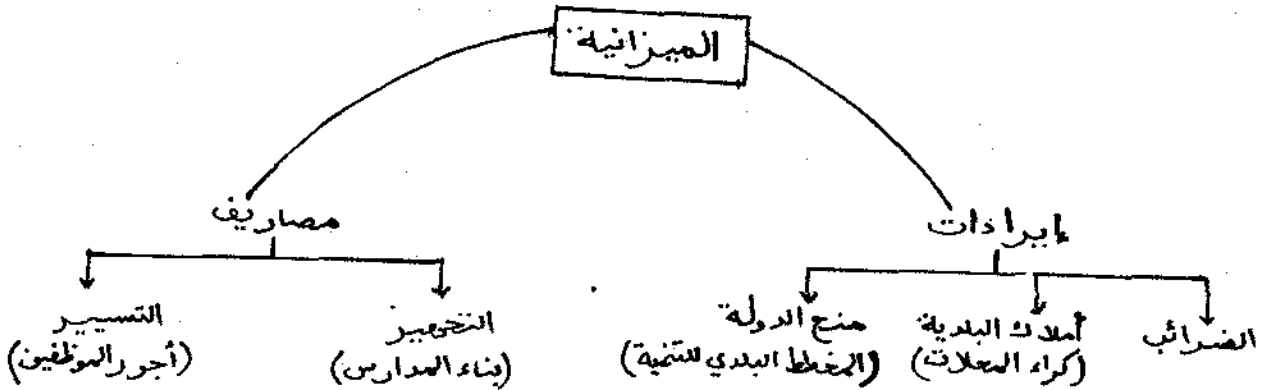 الميزانية
إيرادات
مصاريف
الضرائب
أملاك البلدية
(كراء المحلات)
منح الدولة
(المخطط البلدي للتنمية)
التجهيز
(بناء المدارس)
التسيير
(أجور الموظفين)